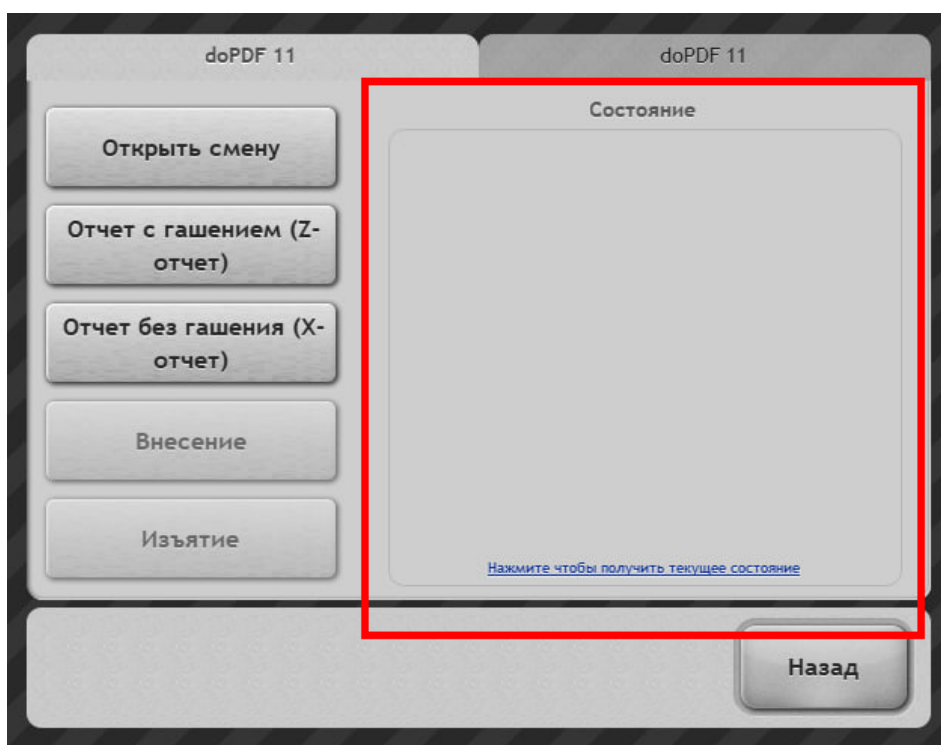 doPDF 11
doPDF 11
Открыть смену
Отчет с гашением (Z-
отчет)
Отчет без гашения (X-
отчет)
Внесение
Изъятие
Состояние
Нажмите чтобы получить текущее состояние
Назад